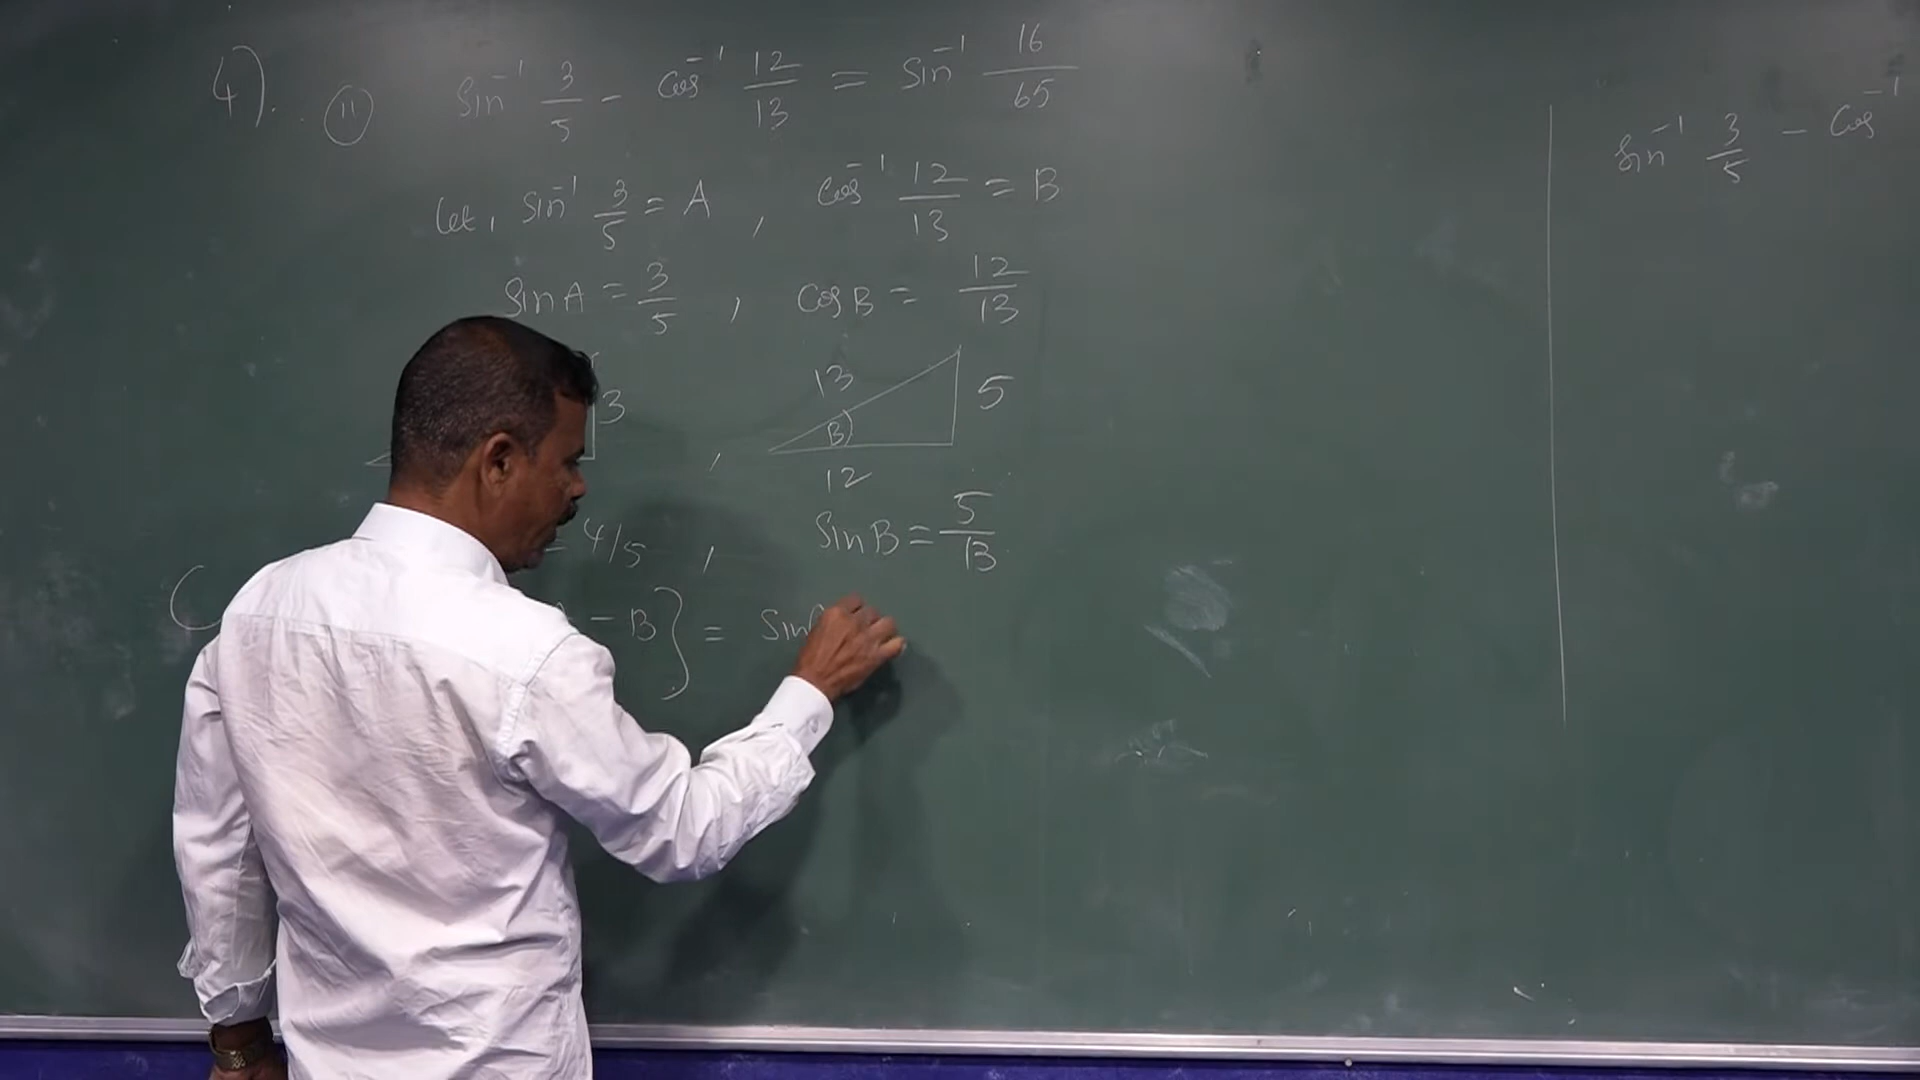 4). (ii) Sin⁻¹ 3/5 - Cos⁻¹ 12/13 = Sin⁻¹ 16/65
Let, Sin⁻¹ 3/5 = A , Cos⁻¹ 12/13 = B
Sin A = 3/5 , Cos B = 12/13
3 , 13 5
B
12
= 4/5 , Sin B = 5/13
- B } = Sin
Sin⁻¹ 3/5 - Cos⁻¹